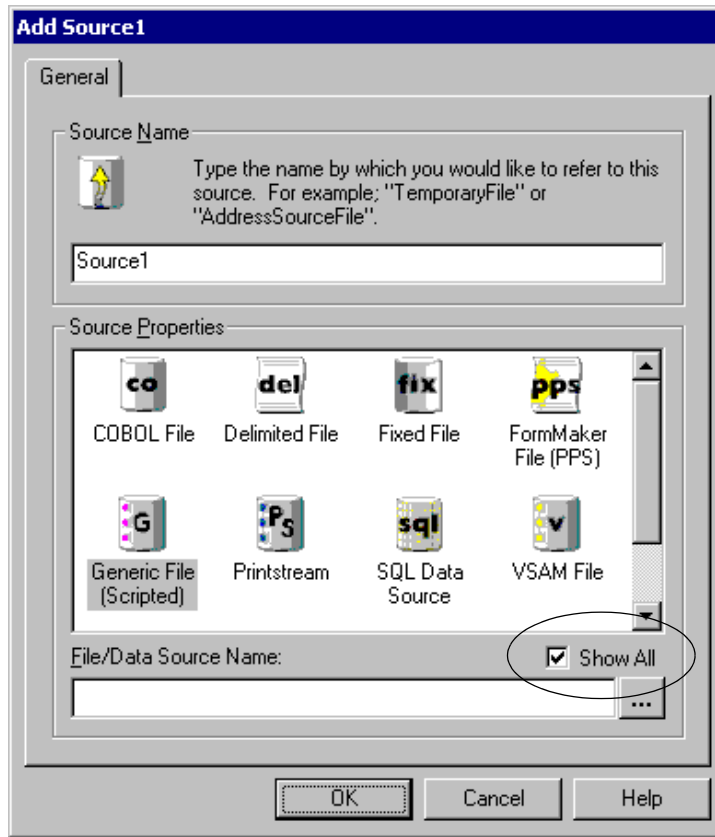 Add Source1
General
Source Name
Type the name by which you would like to refer to this
source. For example; "TemporaryFile" or
"AddressSourceFile".
Source1
Source Properties
co
del
fix
pps
COBOL File
Delimited File
Fixed File
FormMaker
File (PPS)
G
Ps
sql
v
Generic File
(Scripted)
Printstream
SQL Data
Source
VSAM File
File/Data Source Name:
Show All
...
OK
Cancel
Help